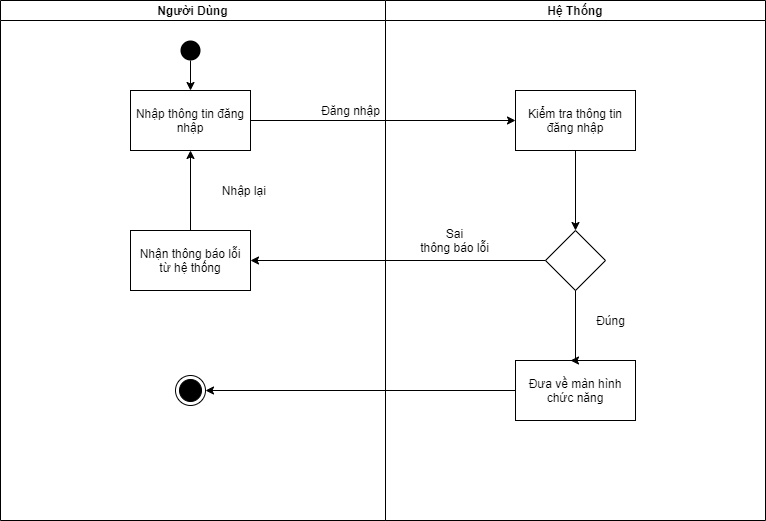 Người Dùng
Hệ Thống
Nhập thông tin đăng
nhập
Đăng nhập
Kiểm tra thông tin
đăng nhập
Nhập lại
Sai
thông báo lỗi
Nhận thông báo lỗi
từ hệ thống
Đúng
Đưa về màn hình
chức năng